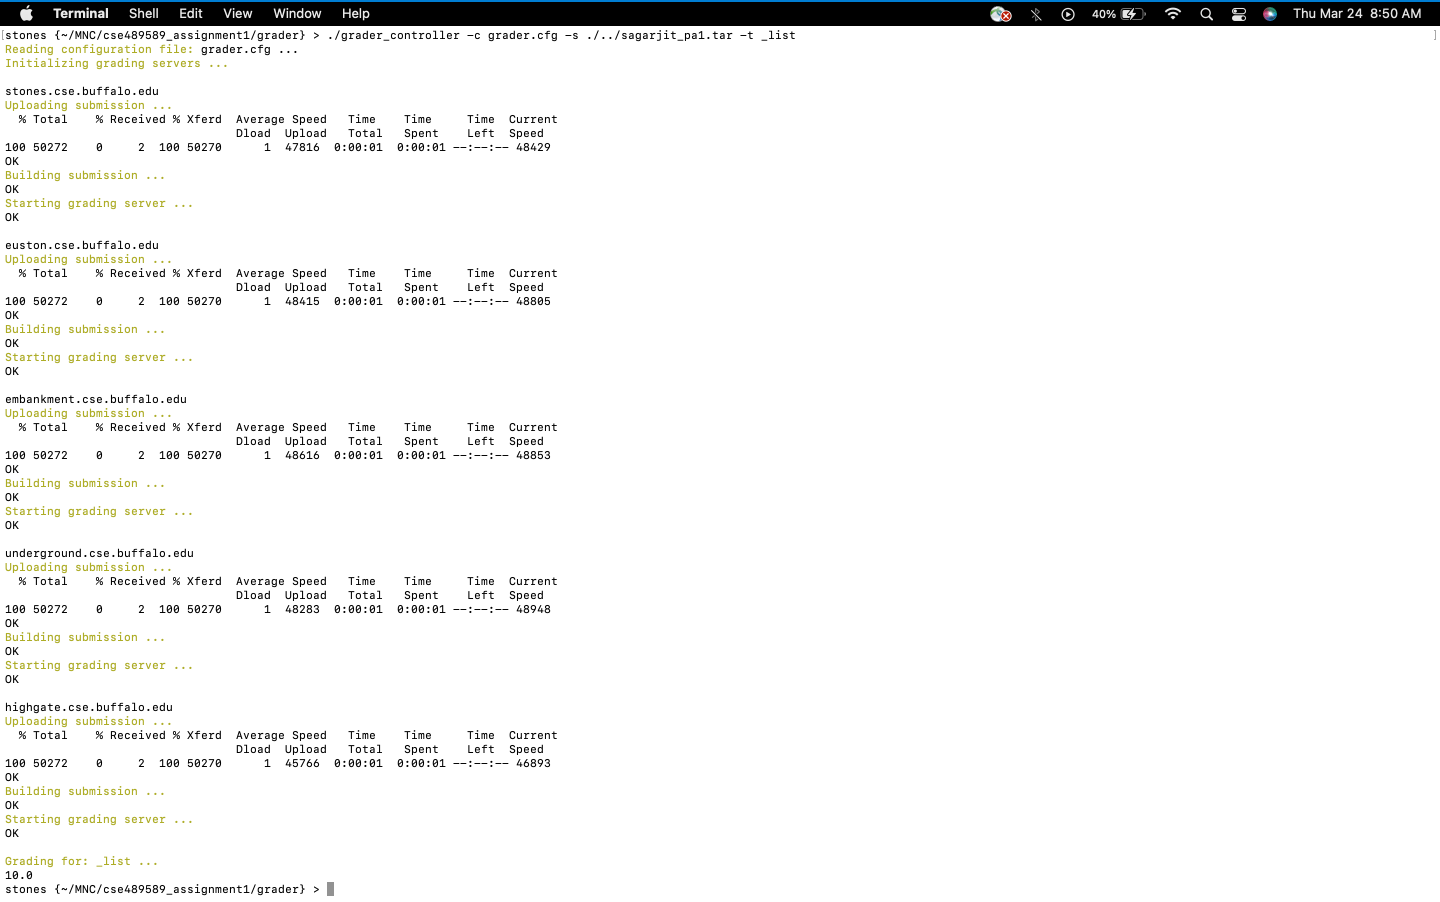 Terminal Shell Edit View Window Help 40% Thu Mar 24 8:50 AM
[stones {~/MNC/cse489589_assignment1/grader} > ./grader_controller -c grader.cfg -s ./../sagarjit_pa1.tar -t _list ]
Reading configuration file: grader.cfg ...
Initializing grading servers ...
stones.cse.buffalo.edu
Uploading submission ...
% Total % Received % Xferd Average Speed Time Time Time Current
Dload Upload Total Spent Left Speed
100 50272 0 2 100 50270 1 47816 0:00:01 0:00:01 --:--:-- 48429
OK
Building submission ...
OK
Starting grading server ...
OK
euston.cse.buffalo.edu
Uploading submission ...
% Total % Received % Xferd Average Speed Time Time Time Current
Dload Upload Total Spent Left Speed
100 50272 0 2 100 50270 1 48415 0:00:01 0:00:01 --:--:-- 48805
OK
Building submission ...
OK
Starting grading server ...
OK
embankment.cse.buffalo.edu
Uploading submission ...
% Total % Received % Xferd Average Speed Time Time Time Current
Dload Upload Total Spent Left Speed
100 50272 0 2 100 50270 1 48616 0:00:01 0:00:01 --:--:-- 48853
OK
Building submission ...
OK
Starting grading server ...
OK
underground.cse.buffalo.edu
Uploading submission ...
% Total % Received % Xferd Average Speed Time Time Time Current
Dload Upload Total Spent Left Speed
100 50272 0 2 100 50270 1 48283 0:00:01 0:00:01 --:--:-- 48948
OK
Building submission ...
OK
Starting grading server ...
OK
highgate.cse.buffalo.edu
Uploading submission ...
% Total % Received % Xferd Average Speed Time Time Time Current
Dload Upload Total Spent Left Speed
100 50272 0 2 100 50270 1 45766 0:00:01 0:00:01 --:--:-- 46893
OK
Building submission ...
OK
Starting grading server ...
OK
Grading for: _list ...
10.0
stones {~/MNC/cse489589_assignment1/grader} >